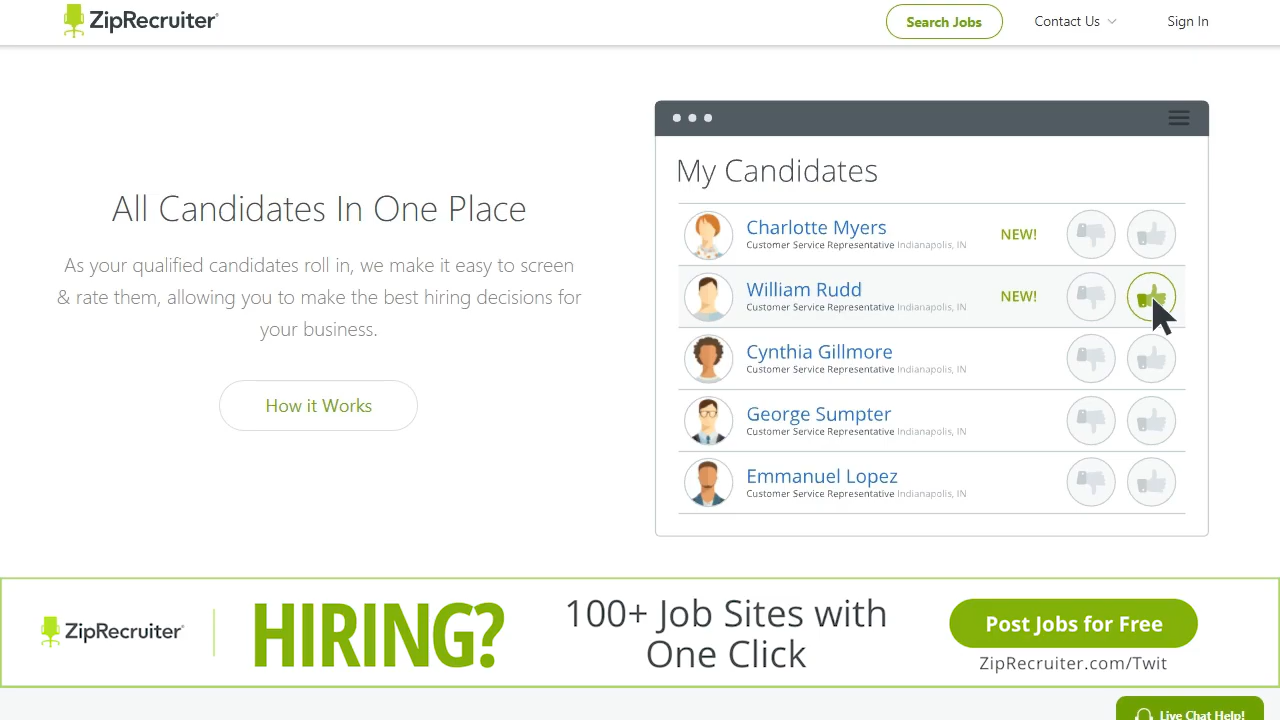 ZipRecruiter®
Search Jobs
Contact Us
Sign In
All Candidates In One Place
As your qualified candidates roll in, we make it easy to screen
& rate them, allowing you to make the best hiring decisions for
your business.
How it Works
My Candidates
Charlotte Myers
Customer Service Representative Indianapolis, IN
NEW!
William Rudd
Customer Service Representative Indianapolis, IN
NEW!
Cynthia Gillmore
Customer Service Representative Indianapolis, IN
George Sumpter
Customer Service Representative Indianapolis, IN
Emmanuel Lopez
Customer Service Representative Indianapolis, IN
ZipRecruiter®
HIRING?
100+ Job Sites with
One Click
Post Jobs for Free
ZipRecruiter.com/Twit
Live Chat Help!